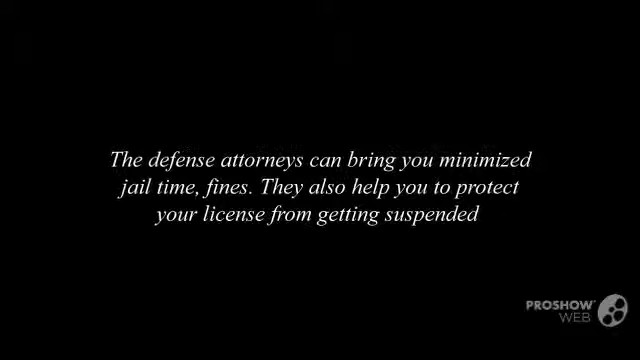 The defense attorneys can bring you minimized
jail time, fines. They also help you to protect
your license from getting suspended
PROSHOW
WEB